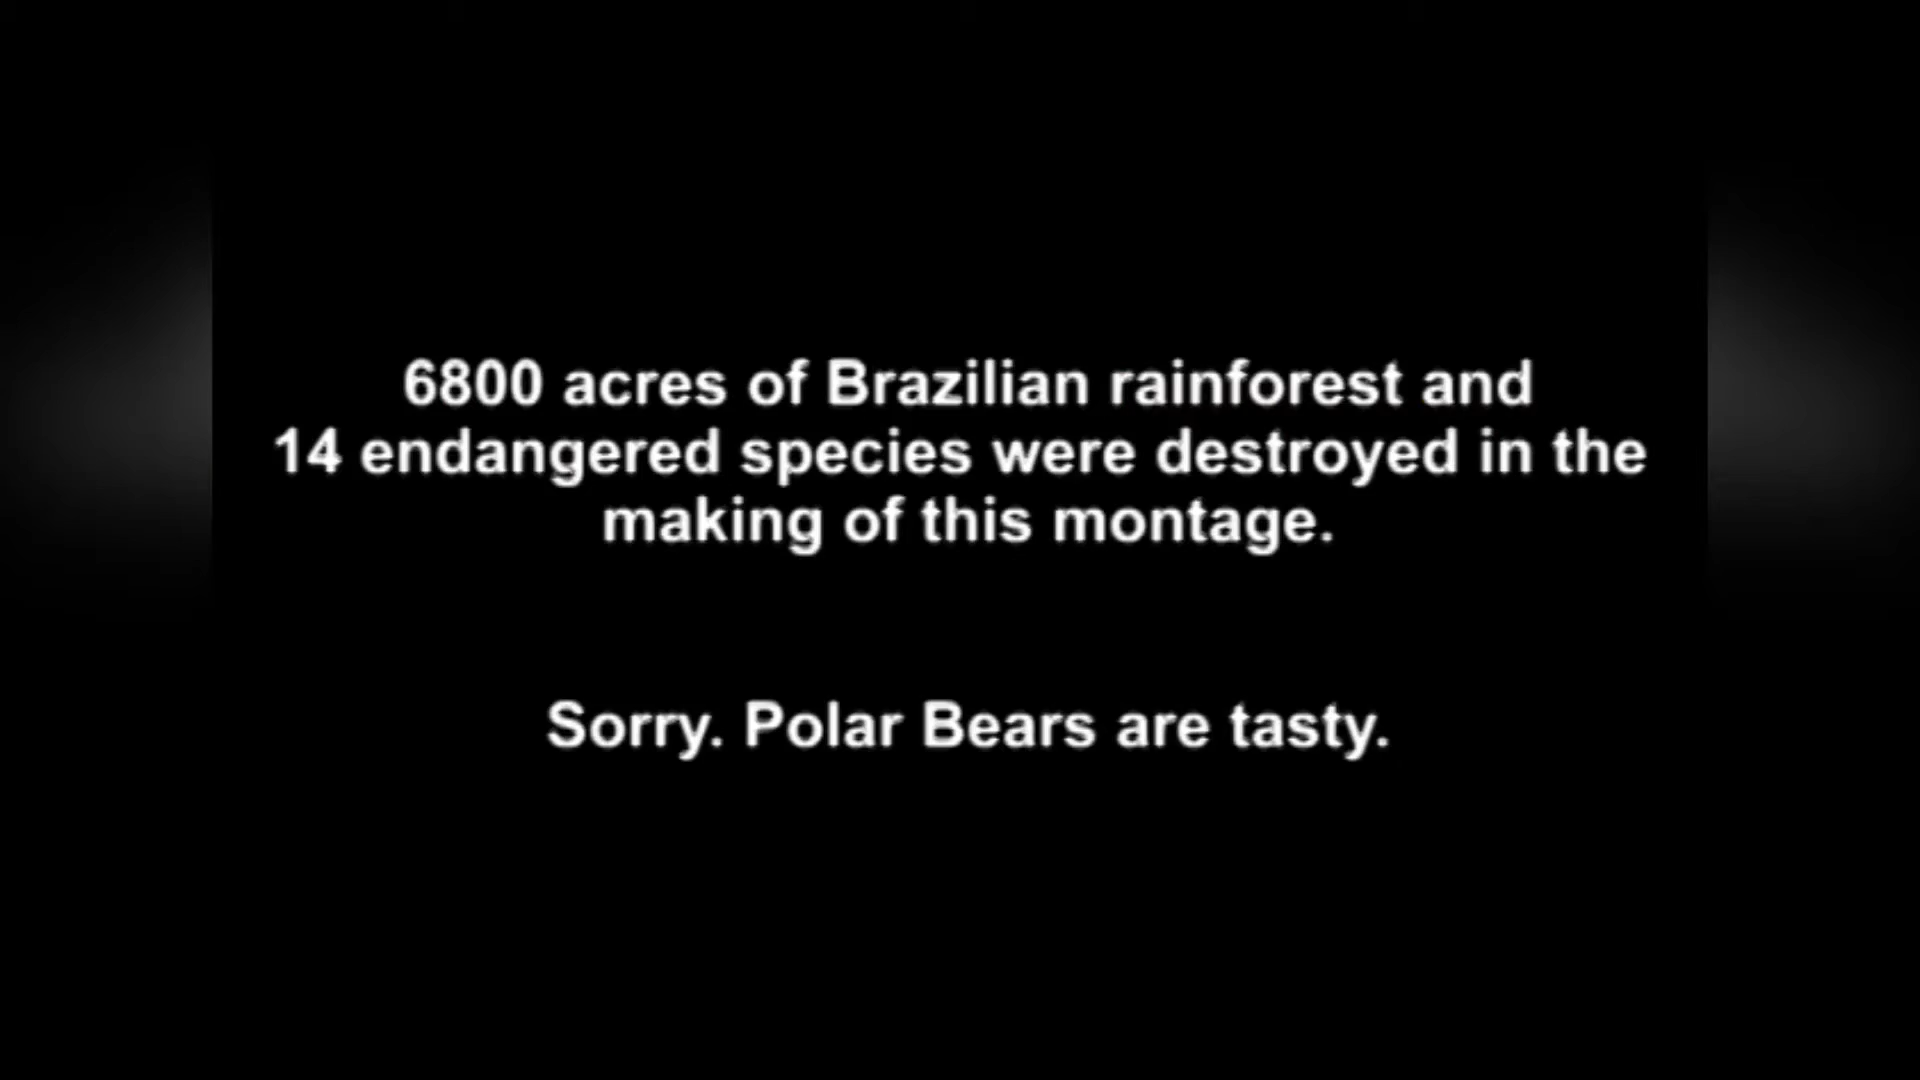 6800 acres of Brazilian rainforest and
14 endangered species were destroyed in the
making of this montage.
Sorry. Polar Bears are tasty.